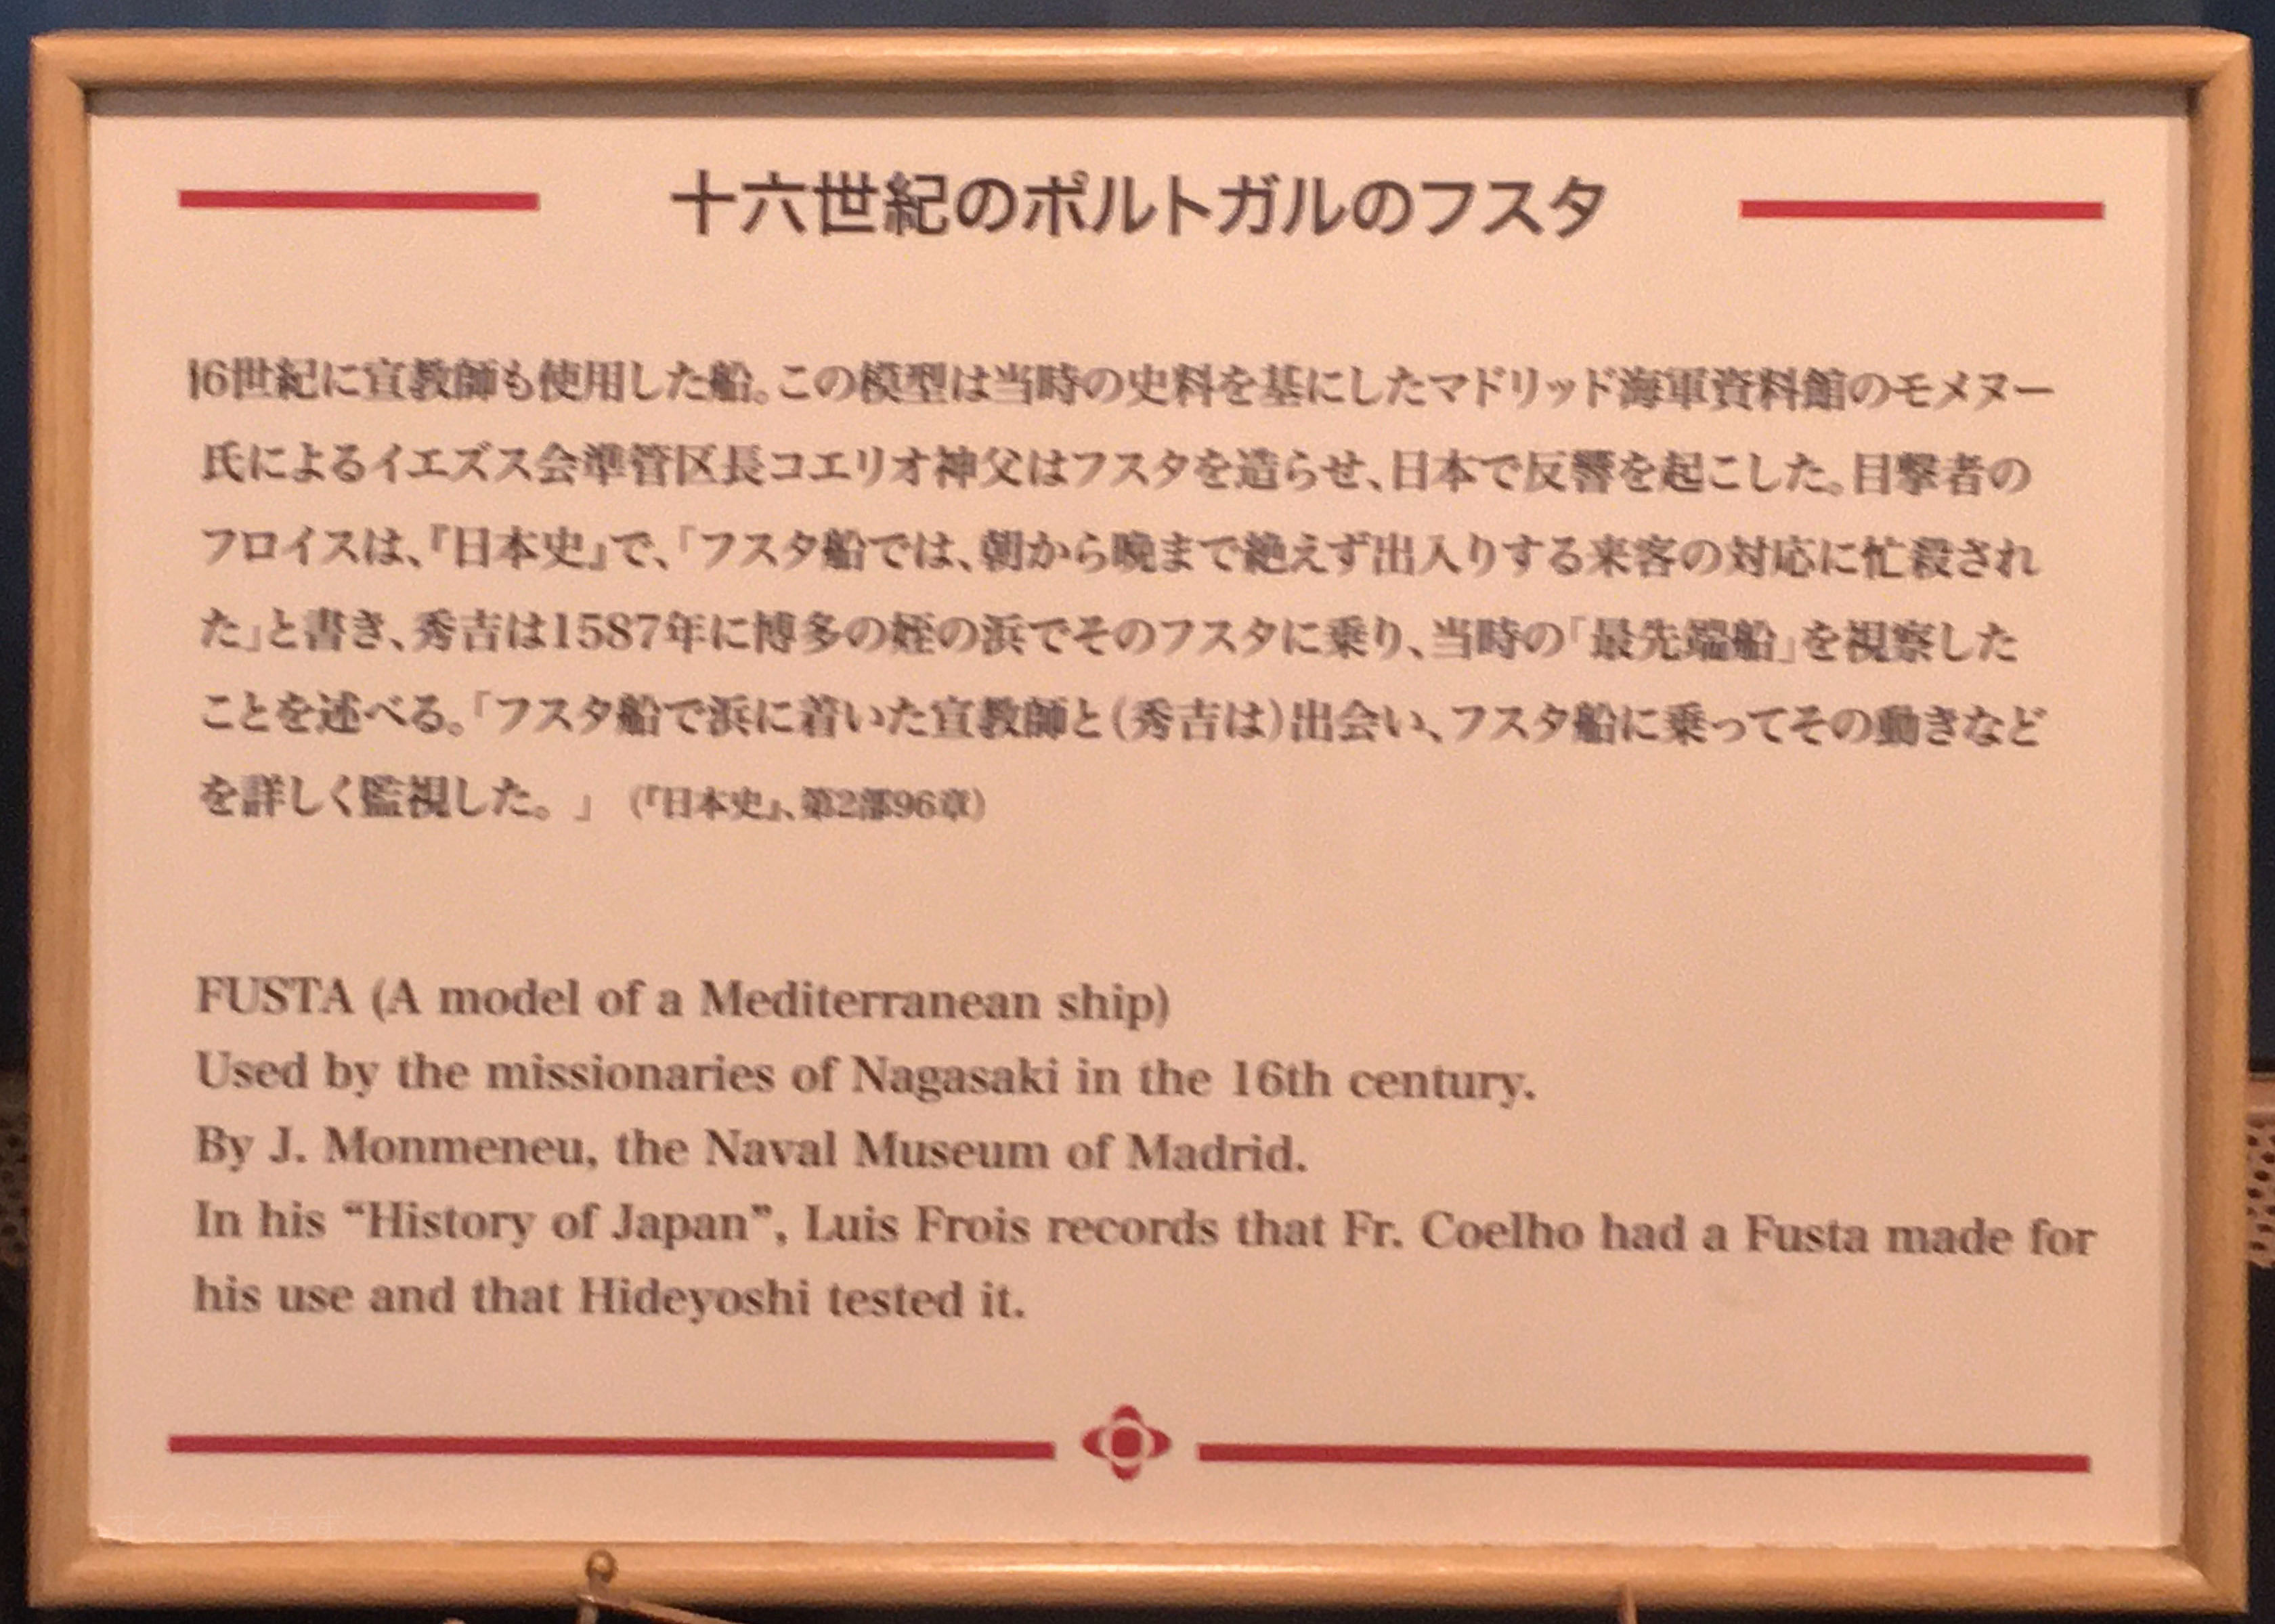 十六世紀のポルトガルのフスタ
16世紀に宣教師も使用した船。この模型は当時の史料を基にしたマドリッド海軍資料館のモメヌー
氏によるイエズス会準管区長コエリオ神父はフスタを造らせ、日本で反響を起こした。目撃者の
フロイスは、『日本史』で、「フスタ船では、朝から晩まで絶えず出入りする来客の対応に忙殺され
た」と書き、秀吉は1587年に博多の姪の浜でそのフスタに乗り、当時の「最先端船」を視察した
ことを述べる。「フスタ船で浜に着いた宣教師と(秀吉は)出会い、フスタ船に乗ってその動きなど
を詳しく監視した。」(『日本史』、第2部96章)
FUSTA (A model of a Mediterranean ship)
Used by the missionaries of Nagasaki in the 16th century.
By J. Monmeneu, the Naval Museum of Madrid.
In his “History of Japan”, Luis Frois records that Fr. Coelho had a Fusta made for
his use and that Hideyoshi tested it.